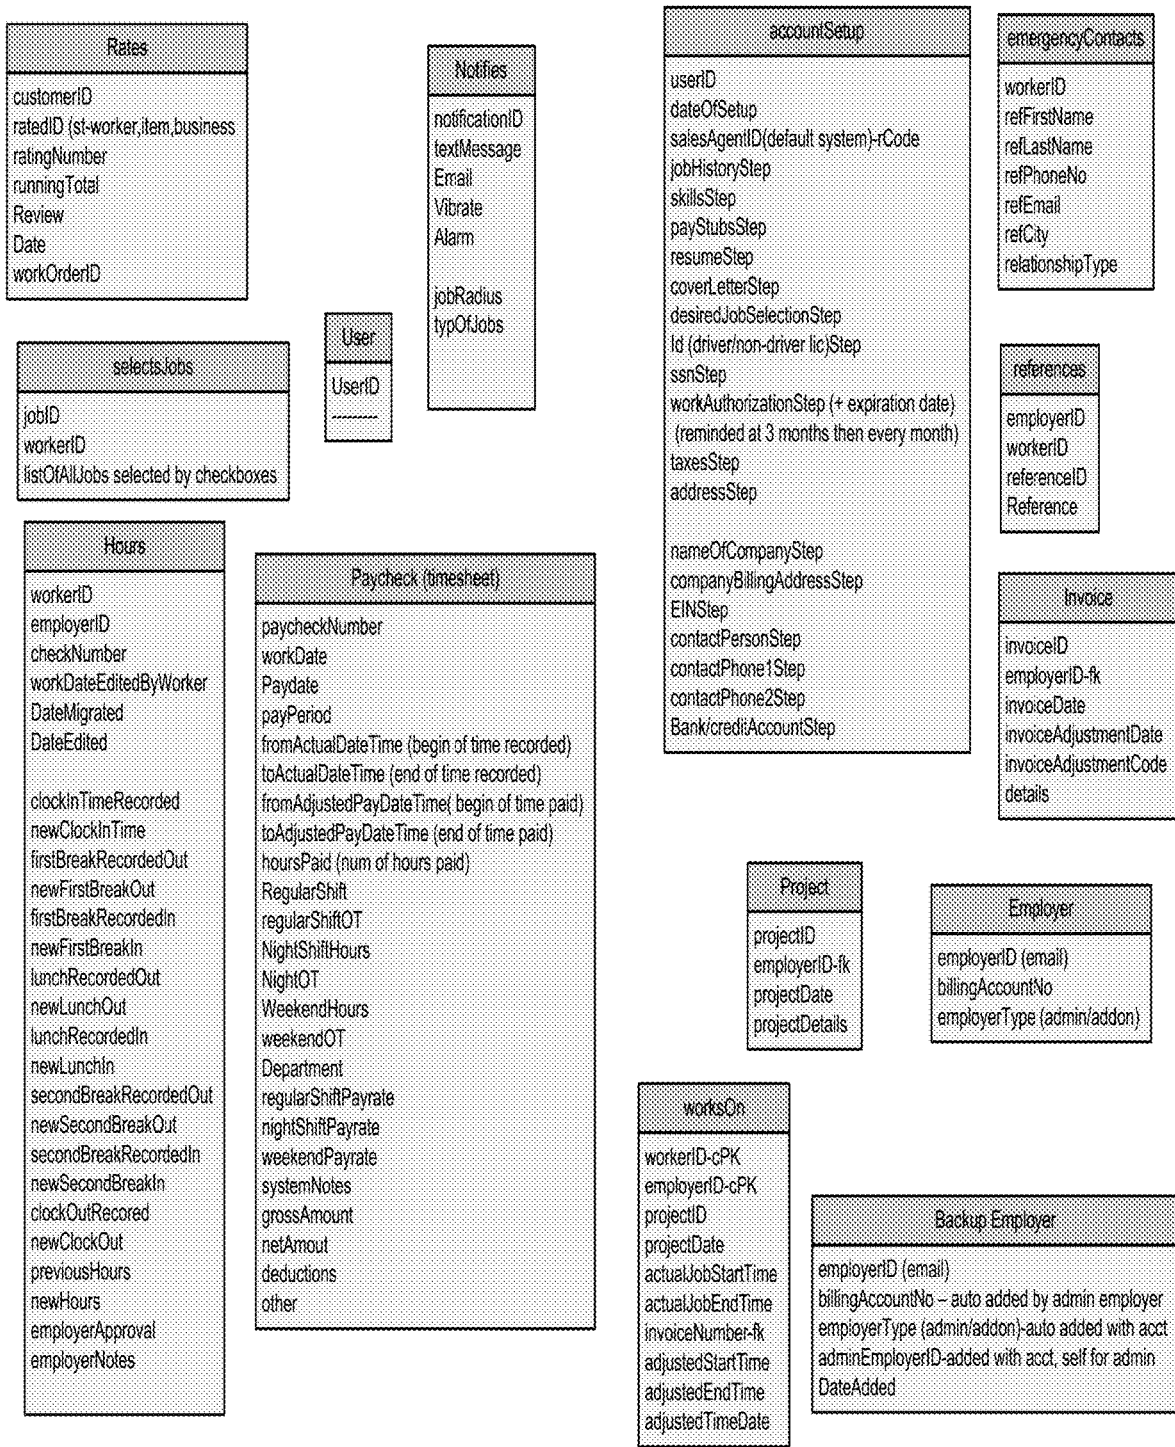 Rates
customerID
ratedID (st-worker,item,business
ratingNumber
runningTotal
Review
Date
workOrderID
Notifies
notificationID
textMessage
Email
Vibrate
Alarm
jobRadius
typOfJobs
accountSetup
userID
dateOfSetup
salesAgentID(default system)-rCode
jobHistoryStep
skillsStep
payStubsStep
resumeStep
coverLetterStep
desiredJobSelectionStep
Id (driver/non-driver lic)Step
ssnStep
workAuthorizationStep (+ expiration date)
(reminded at 3 months then every month)
taxesStep
addressStep
nameOfCompanyStep
companyBillingAddressStep
EINStep
contactPersonStep
contactPhone1Step
contactPhone2Step
Bank/creditAccountStep
emergencyContacts
workerID
refFirstName
refLastName
refPhoneNo
refEmail
refCity
relationshipType
selectsJobs
jobID
workerID
listOfAllJobs selected by checkboxes
User
UserID
--------
references
employerID
workerID
referenceID
Reference
Hours
workerID
employerID
checkNumber
workDateEditedByWorker
DateMigrated
DateEdited
clockInTimeRecorded
newClockInTime
firstBreakRecordedOut
newFirstBreakOut
firstBreakRecordedIn
newFirstBreakIn
lunchRecordedOut
newLunchOut
lunchRecordedIn
newLunchIn
secondBreakRecordedOut
newSecondBreakOut
secondBreakRecordedIn
newSecondBreakIn
clockOutRecored
newClockOut
previousHours
newHours
employerApproval
employerNotes
Paycheck (timesheet)
paycheckNumber
workDate
Paydate
payPeriod
fromActualDateTime (begin of time recorded)
toActualDateTime (end of time recorded)
fromAdjustedPayDateTime( begin of time paid)
toAdjustedPayDateTime (end of time paid)
hoursPaid (num of hours paid)
RegularShift
regularShiftOT
NightShiftHours
NightOT
WeekendHours
weekendOT
Department
regularShiftPayrate
nightShiftPayrate
weekendPayrate
systemNotes
grossAmount
netAmout
deductions
other
Invoice
invoiceID
employerID-fk
invoiceDate
invoiceAdjustmentDate
invoiceAdjustmentCode
details
Project
projectID
employerID-fk
projectDate
projectDetails
Employer
employerID (email)
billingAccountNo
employerType (admin/addon)
worksOn
workerID-cPK
employerID-cPK
projectID
projectDate
actualJobStartTime
actualJobEndTime
invoiceNumber-fk
adjustedStartTime
adjustedEndTime
adjustedTimeDate
Backup Employer
employerID (email)
billingAccountNo – auto added by admin employer
employerType (admin/addon)-auto added with acct
adminEmployerID-added with acct, self for admin
DateAdded